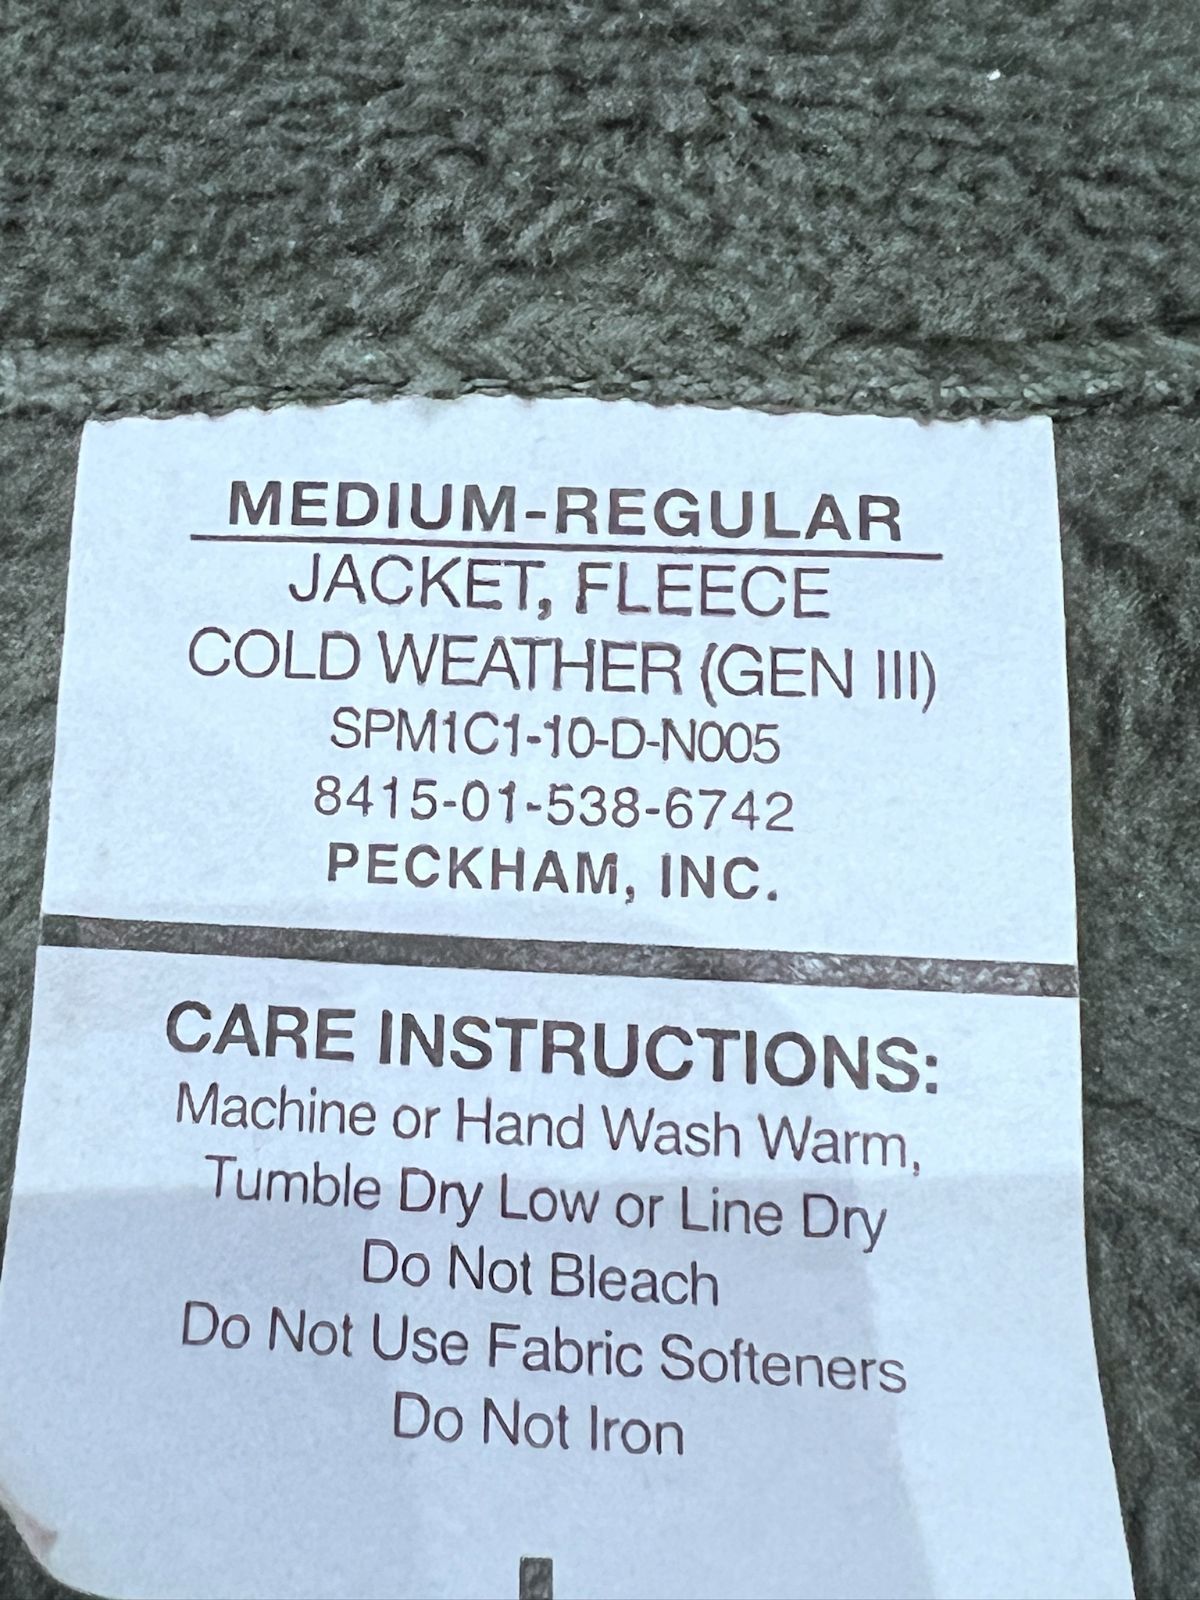 MEDIUM-REGULAR
JACKET, FLEECE
COLD WEATHER (GEN III)
SPM1C1-10-D-N005
8415-01-538-6742
PECKHAM, INC.
CARE INSTRUCTIONS:
Machine or Hand Wash Warm,
Tumble Dry Low or Line Dry
Do Not Bleach
Do Not Use Fabric Softeners
Do Not Iron